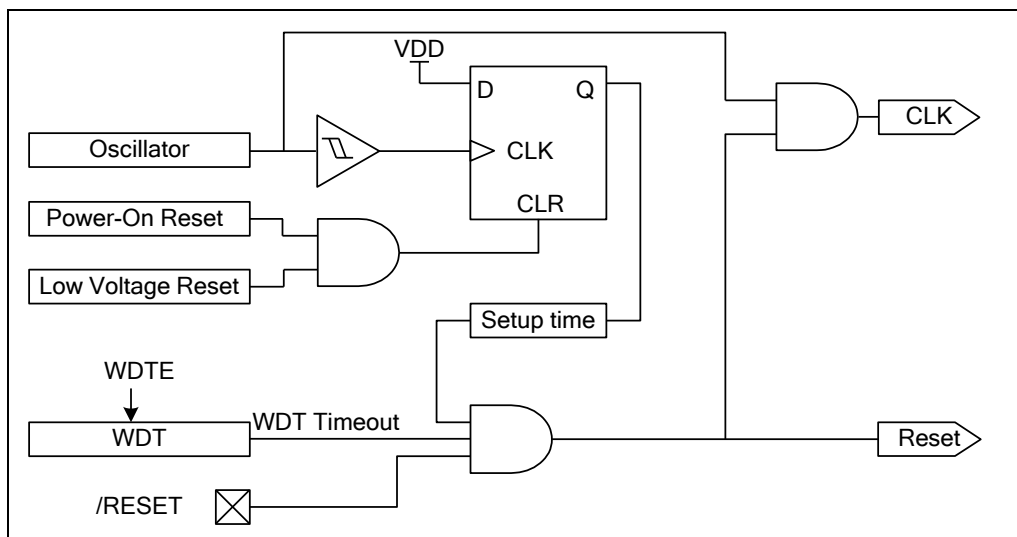 VDD
D
Q
CLK
Oscillator
CLK
CLR
Power-On Reset
Low Voltage Reset
Setup time
WDTE
WDT Timeout
WDT
Reset
/RESET